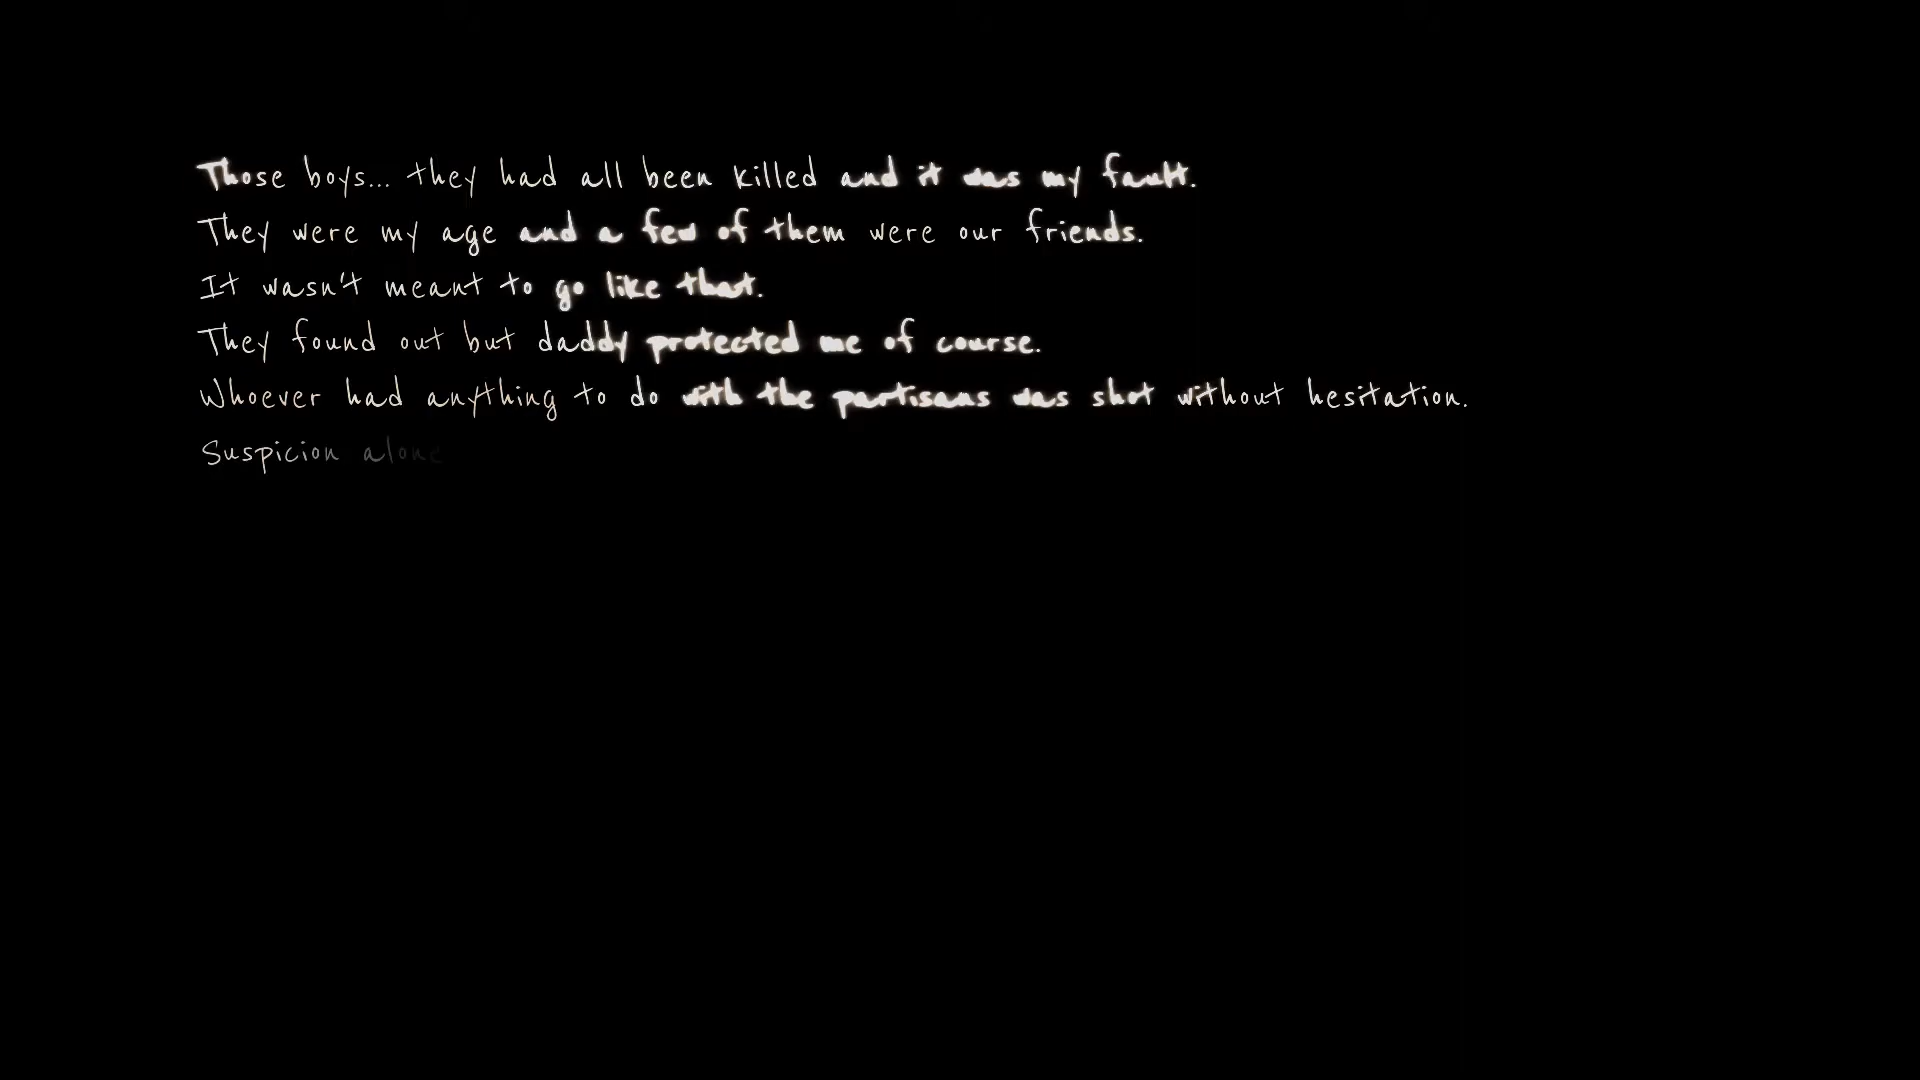 Those boys... they had all been killed and it was my fault.
They were my age and a few of them were our friends.
It wasn't meant to go like that.
They found out but daddy protected me of course.
Whoever had anything to do with the partisans was shot without hesitation.
Suspicion alone